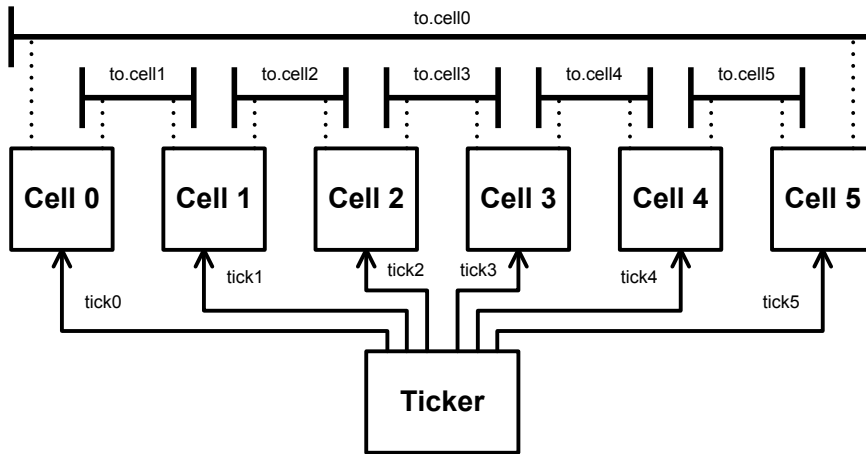 to.cell0
to.cell1 to.cell2 to.cell3 to.cell4 to.cell5
Cell 0 Cell 1 Cell 2 Cell 3 Cell 4 Cell 5
tick2 tick3
tick1 tick4
tick0 tick5
Ticker